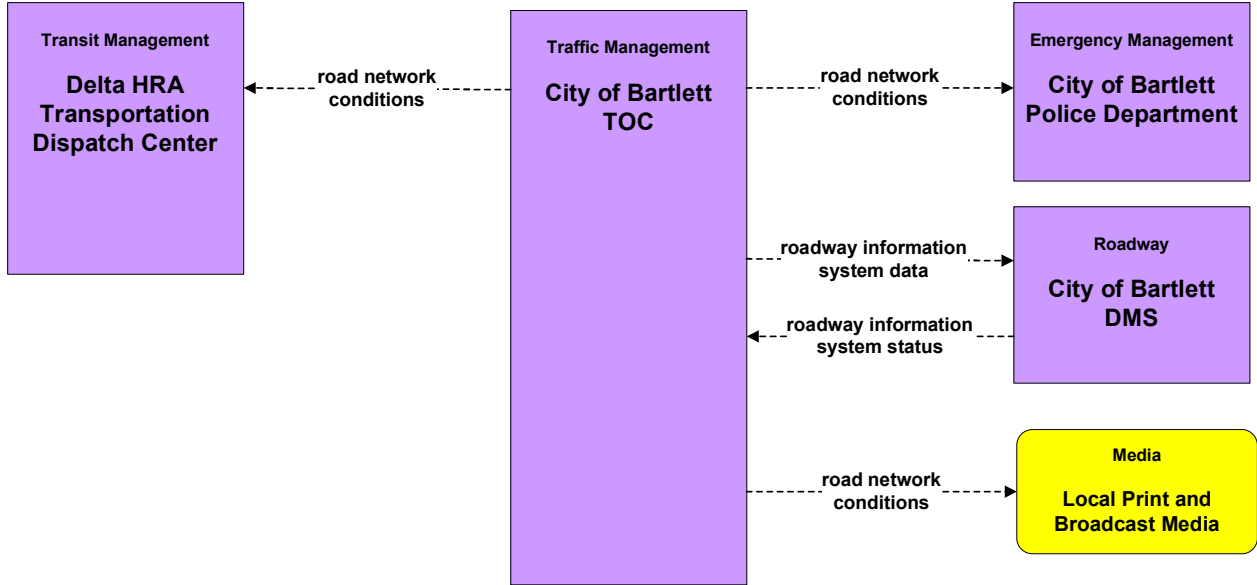 Transit Management
Delta HRA
Transportation
Dispatch Center
road network
conditions
Traffic Management
City of Bartlett
TOC
road network
conditions
Emergency Management
City of Bartlett
Police Department
roadway information
system data
Roadway
City of Bartlett
DMS
roadway information
system status
road network
conditions
Media
Local Print and
Broadcast Media